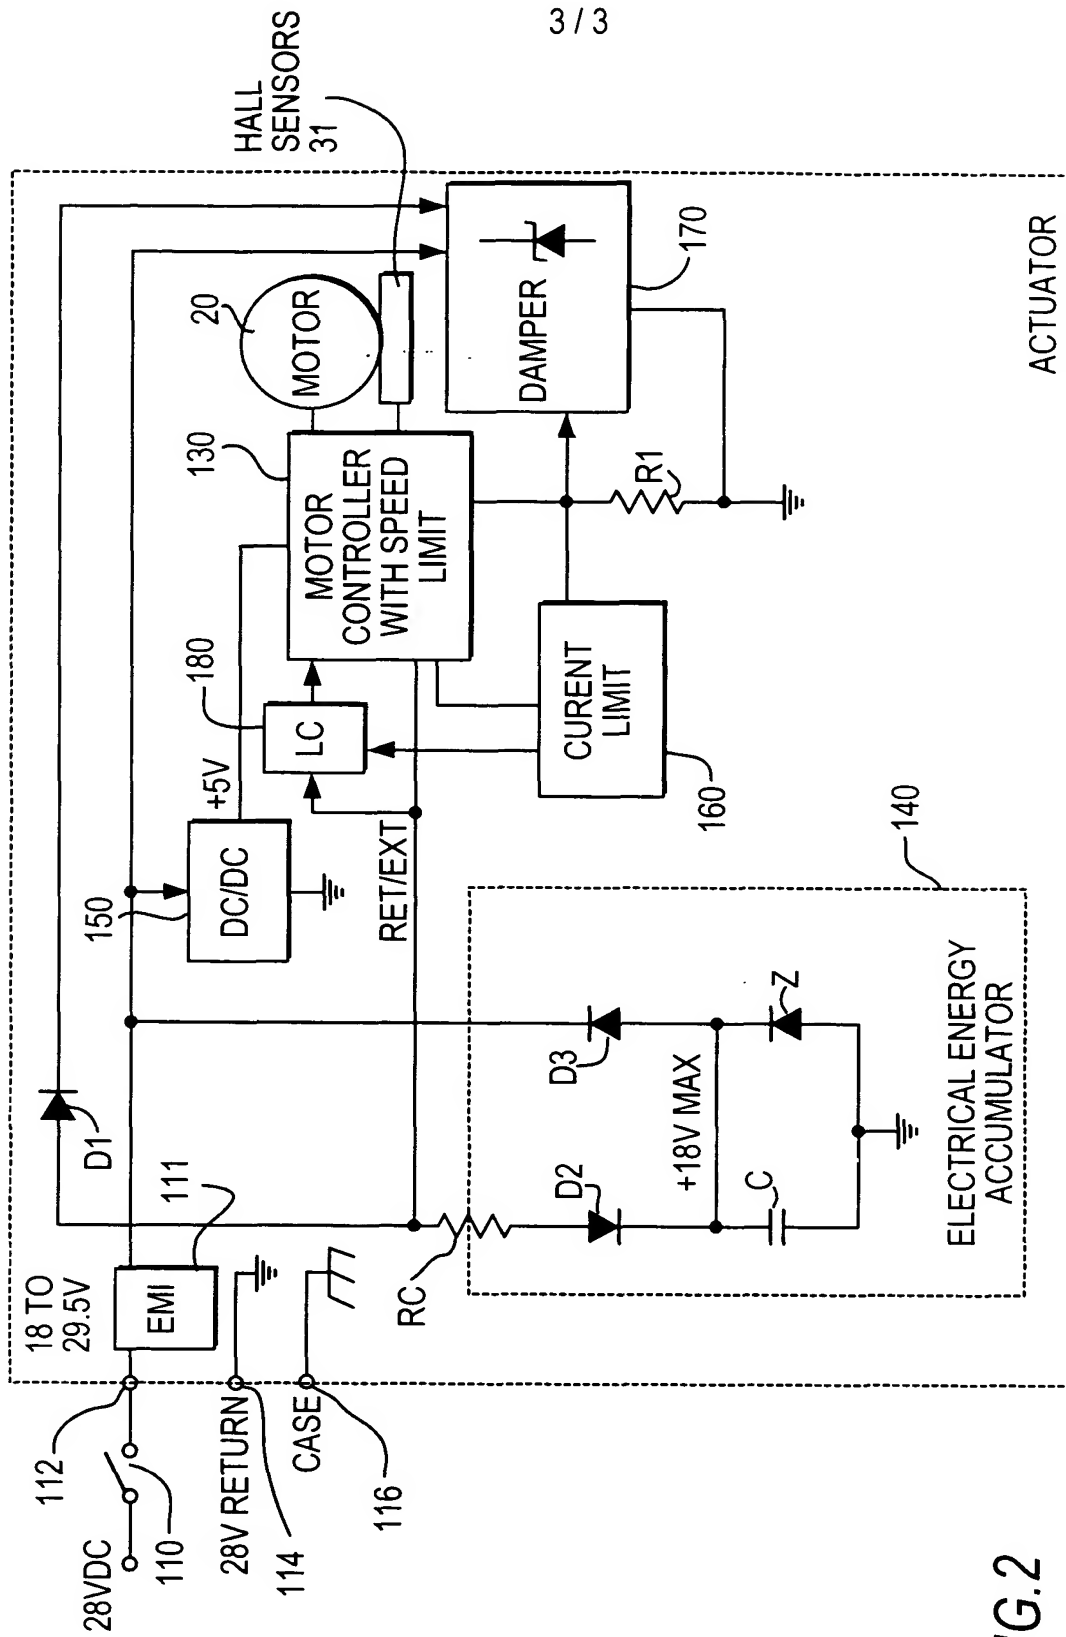 3 / 3
HALL
SENSORS
31
20
MOTOR
130
MOTOR
CONTROLLER
WITH SPEED
LIMIT
DAMPER
170
R1
ACTUATOR
180
LC
+5V
DC/DC
150
RET/EXT
CURENT
LIMIT
160
140
D1
18 TO
29.5V
EMI
111
112
28VDC
110
28V RETURN
114
CASE
116
RC
D2
D3
+18V MAX
C
Z
ELECTRICAL ENERGY
ACCUMULATOR
IG.2